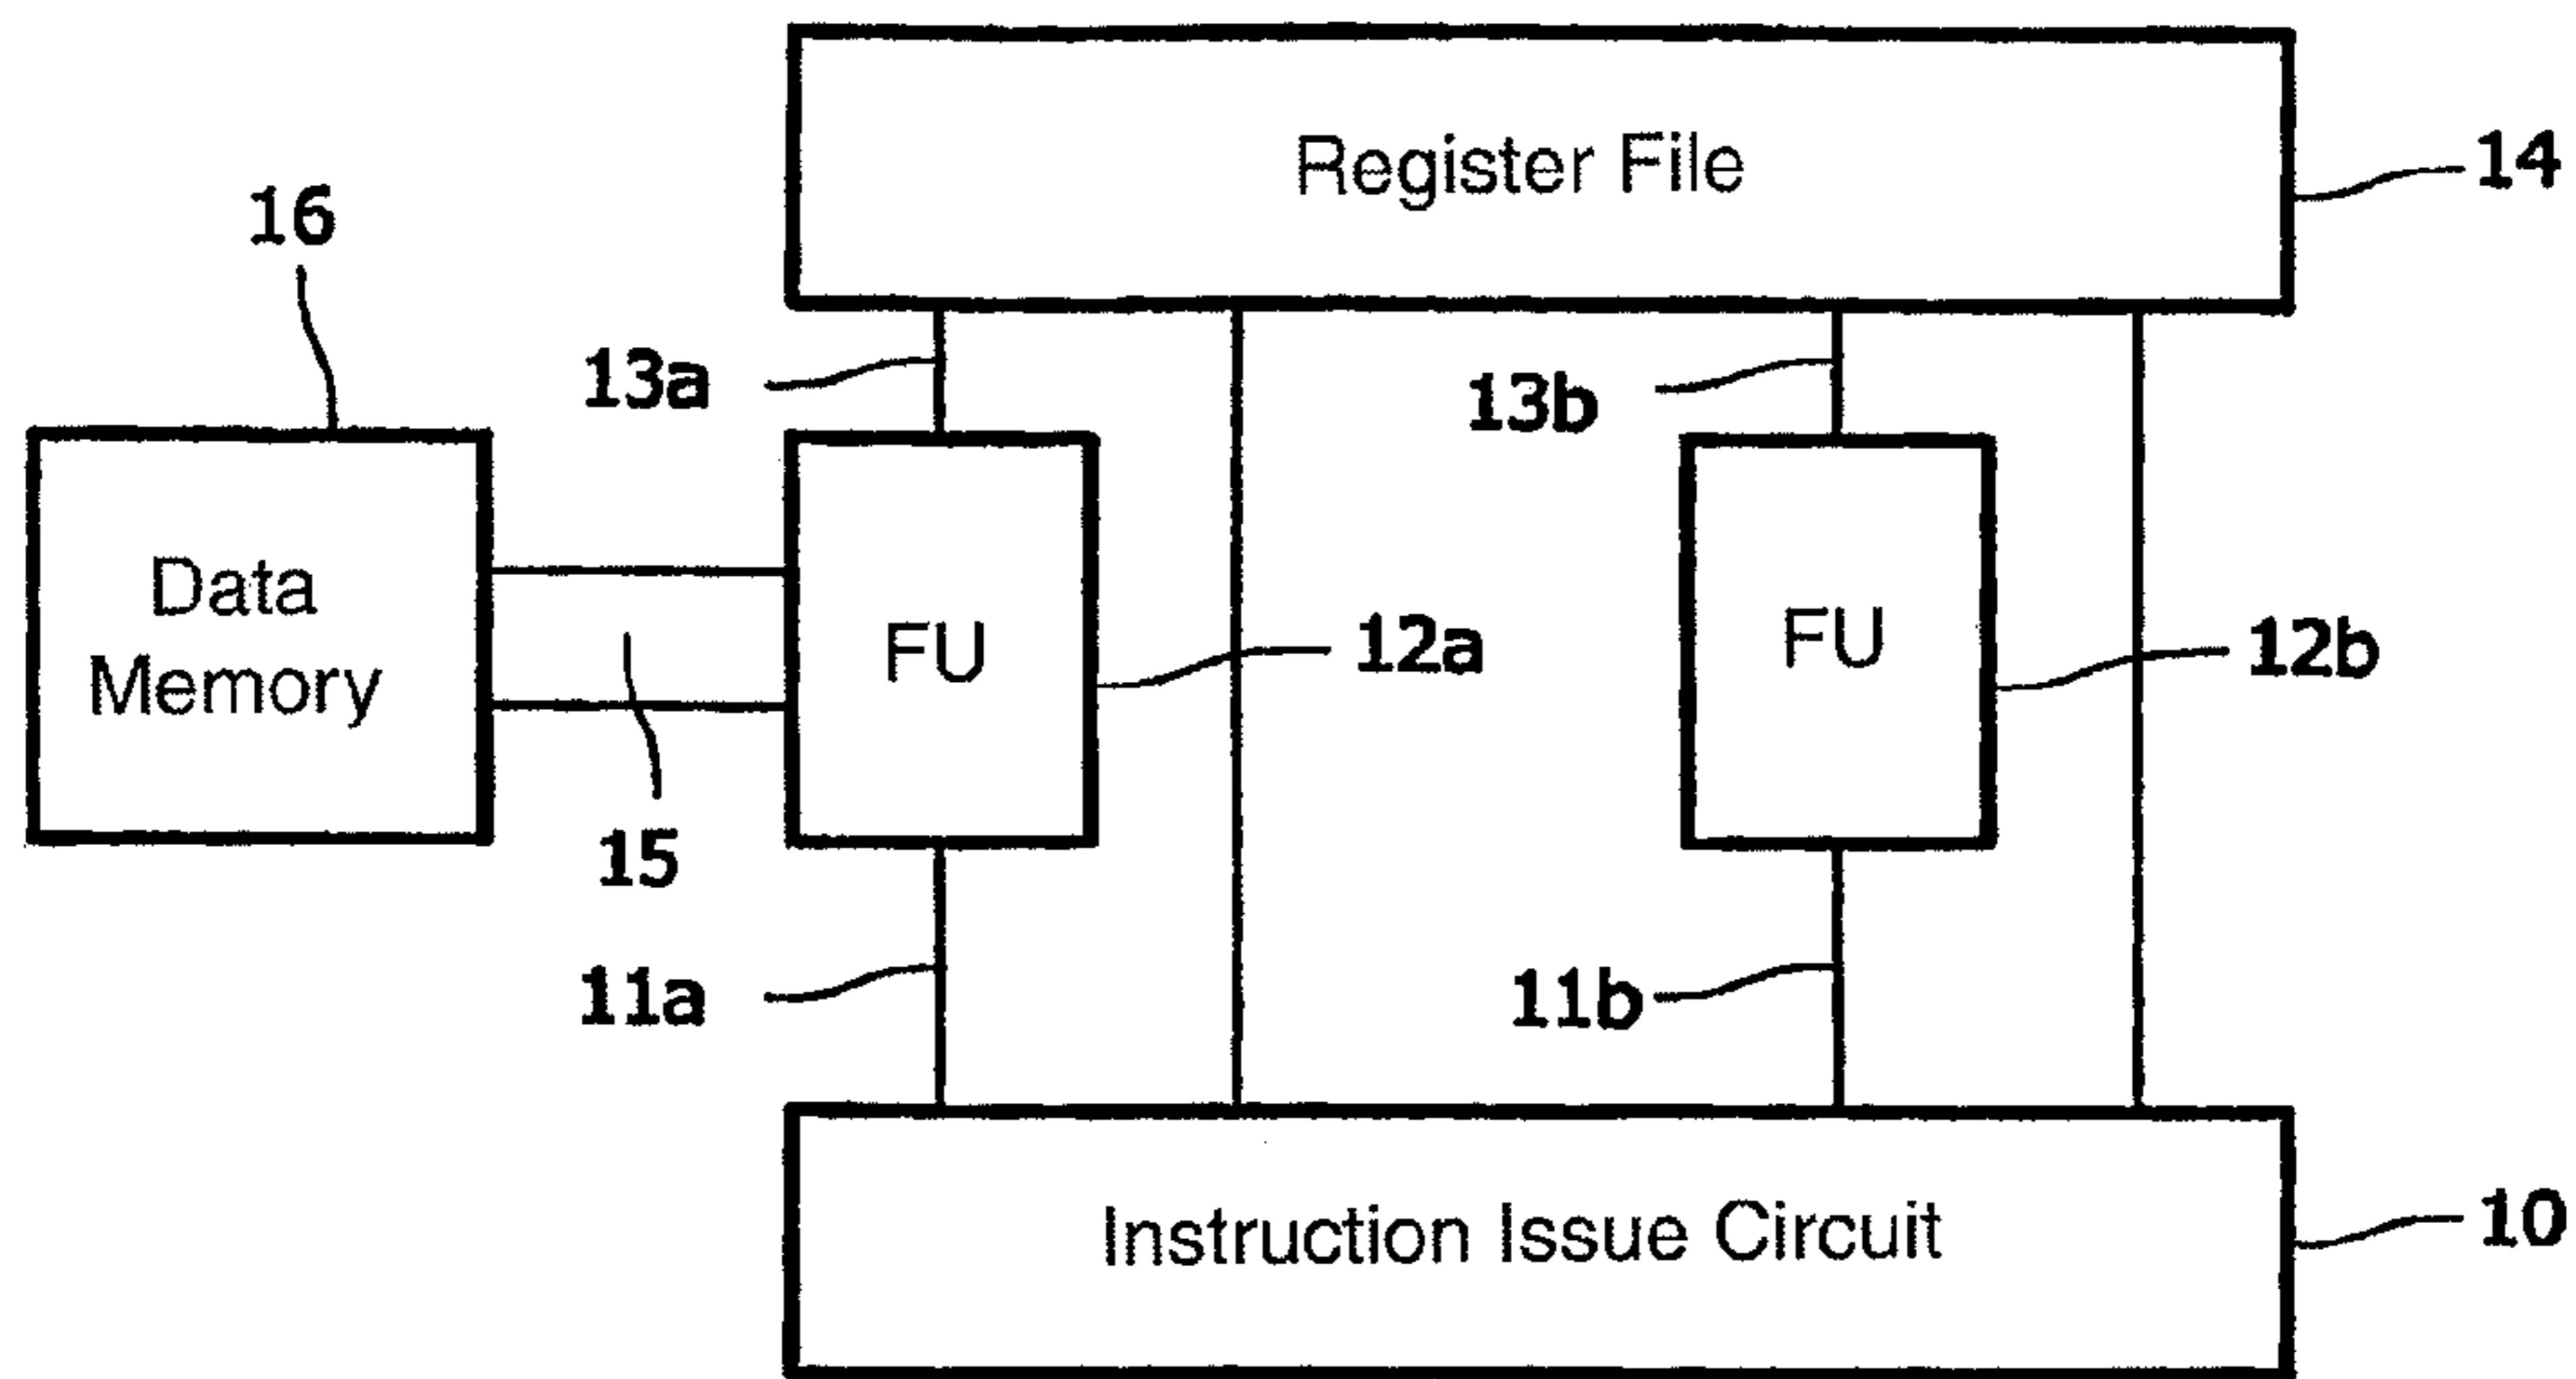 Register File
14
16
13a
13b
Data
Memory
FU
12a
FU
12b
15
11a
11b
Instruction Issue Circuit
10